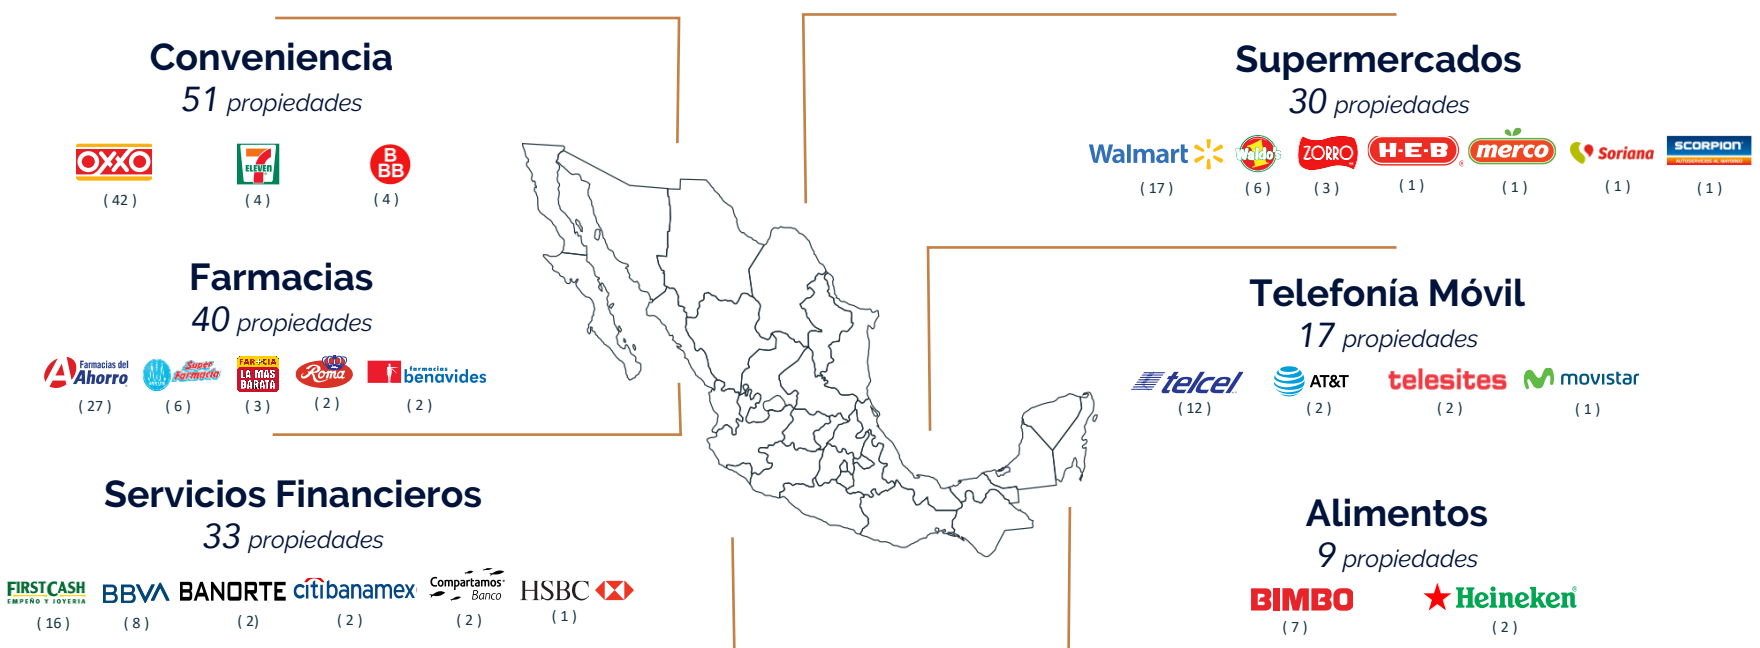 Conveniencia
51 propiedades
OXXO
7 ELEVEN
BBB
( 42 )
( 4 )
( 4 )
Farmacias
40 propiedades
Farmacias del Ahorro
Super Farmacia
LA MAS BARATA
Roma
farmacias benavides
( 27 )
( 6 )
( 3 )
( 2 )
( 2 )
Servicios Financieros
33 propiedades
FIRSTCASH
EMPEÑO Y JOYERIA
BBVA
BANORTE
citibanamex
Compartamos Banco
HSBC
( 16 )
( 8 )
( 2)
( 2 )
( 2 )
( 1 )
Supermercados
30 propiedades
Walmart
Waldo's
ZORRO
H-E-B
merco
Soriana
SCORPION
( 17 )
( 6 )
( 3 )
( 1 )
( 1 )
( 1 )
( 1 )
Telefonía Móvil
17 propiedades
telcel
AT&T
telesites
movistar
( 12 )
( 2 )
( 2 )
( 1 )
Alimentos
9 propiedades
BIMBO
Heineken
( 7 )
( 2 )